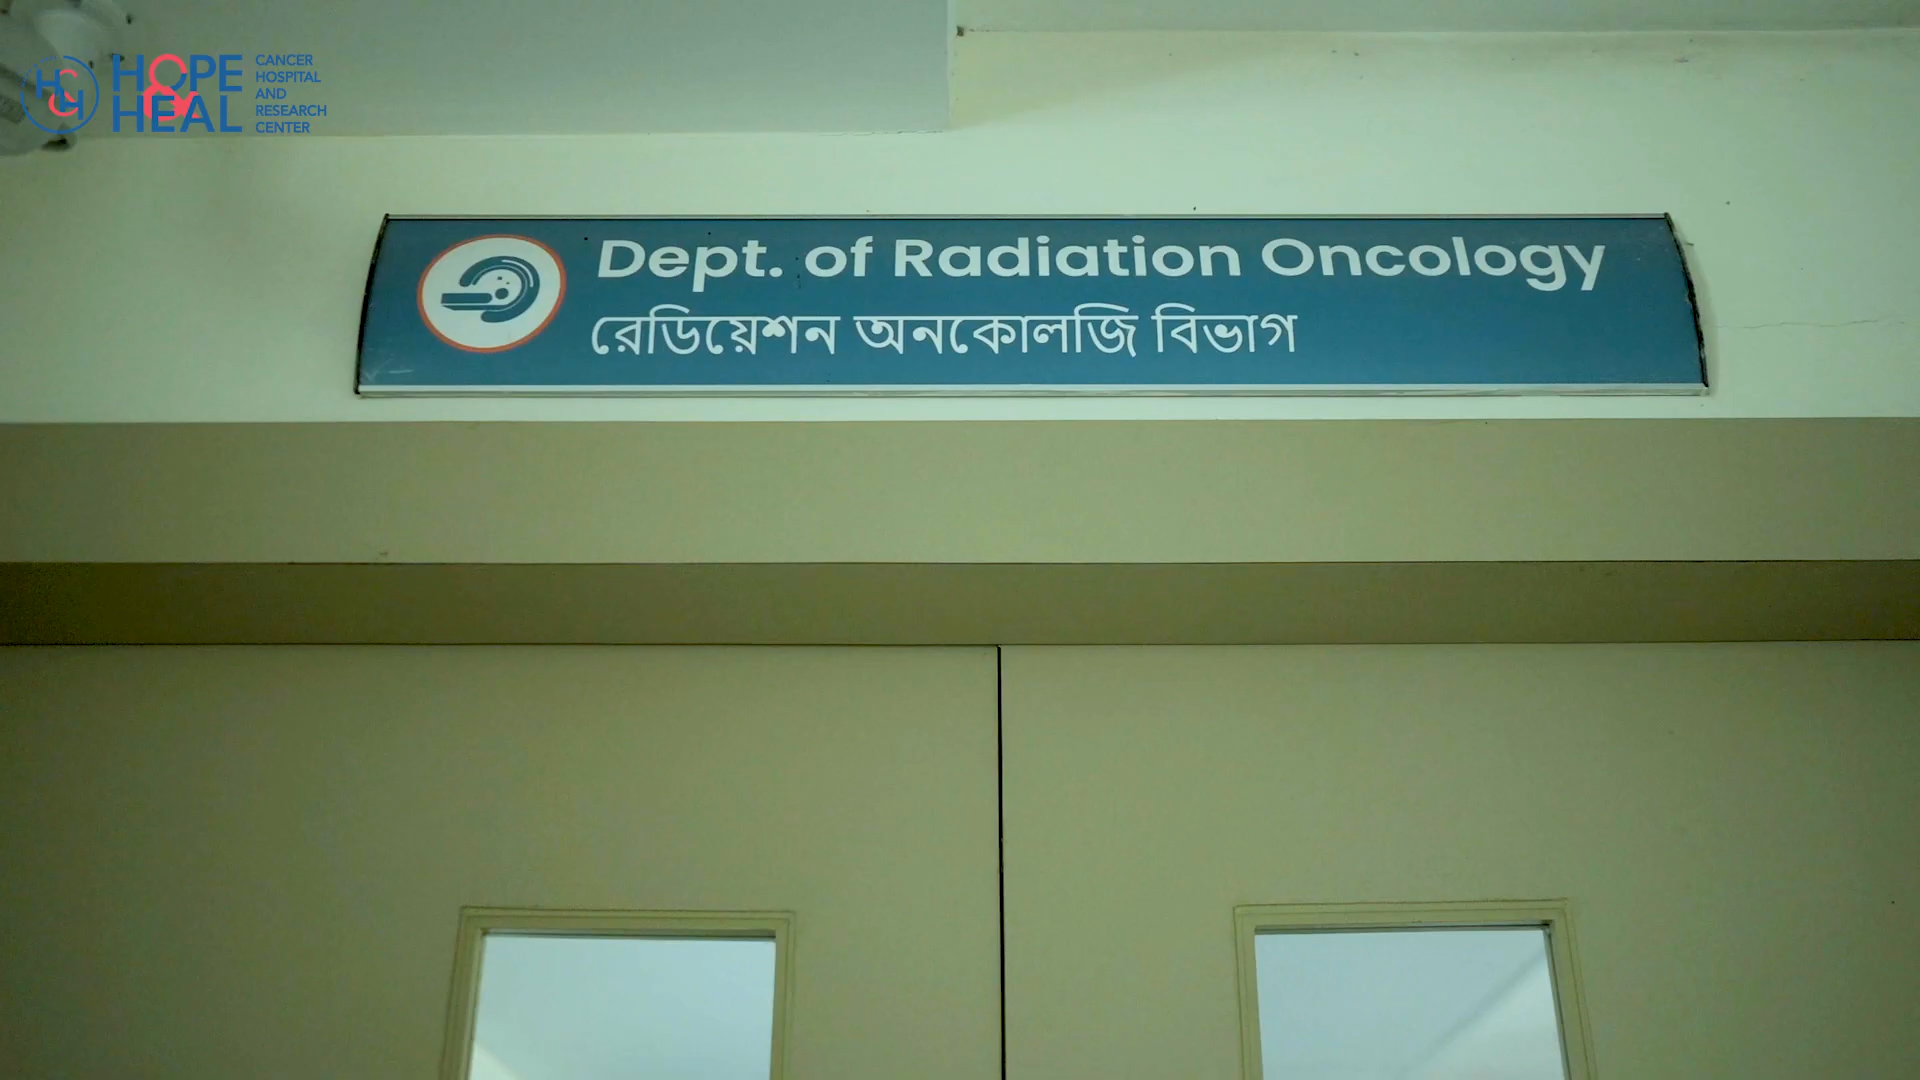 HOPE
&
HEAL
CANCER
HOSPITAL
AND
RESEARCH
CENTER
Dept. of Radiation Oncology
রেডিয়েশন অনকোলজি বিভাগ